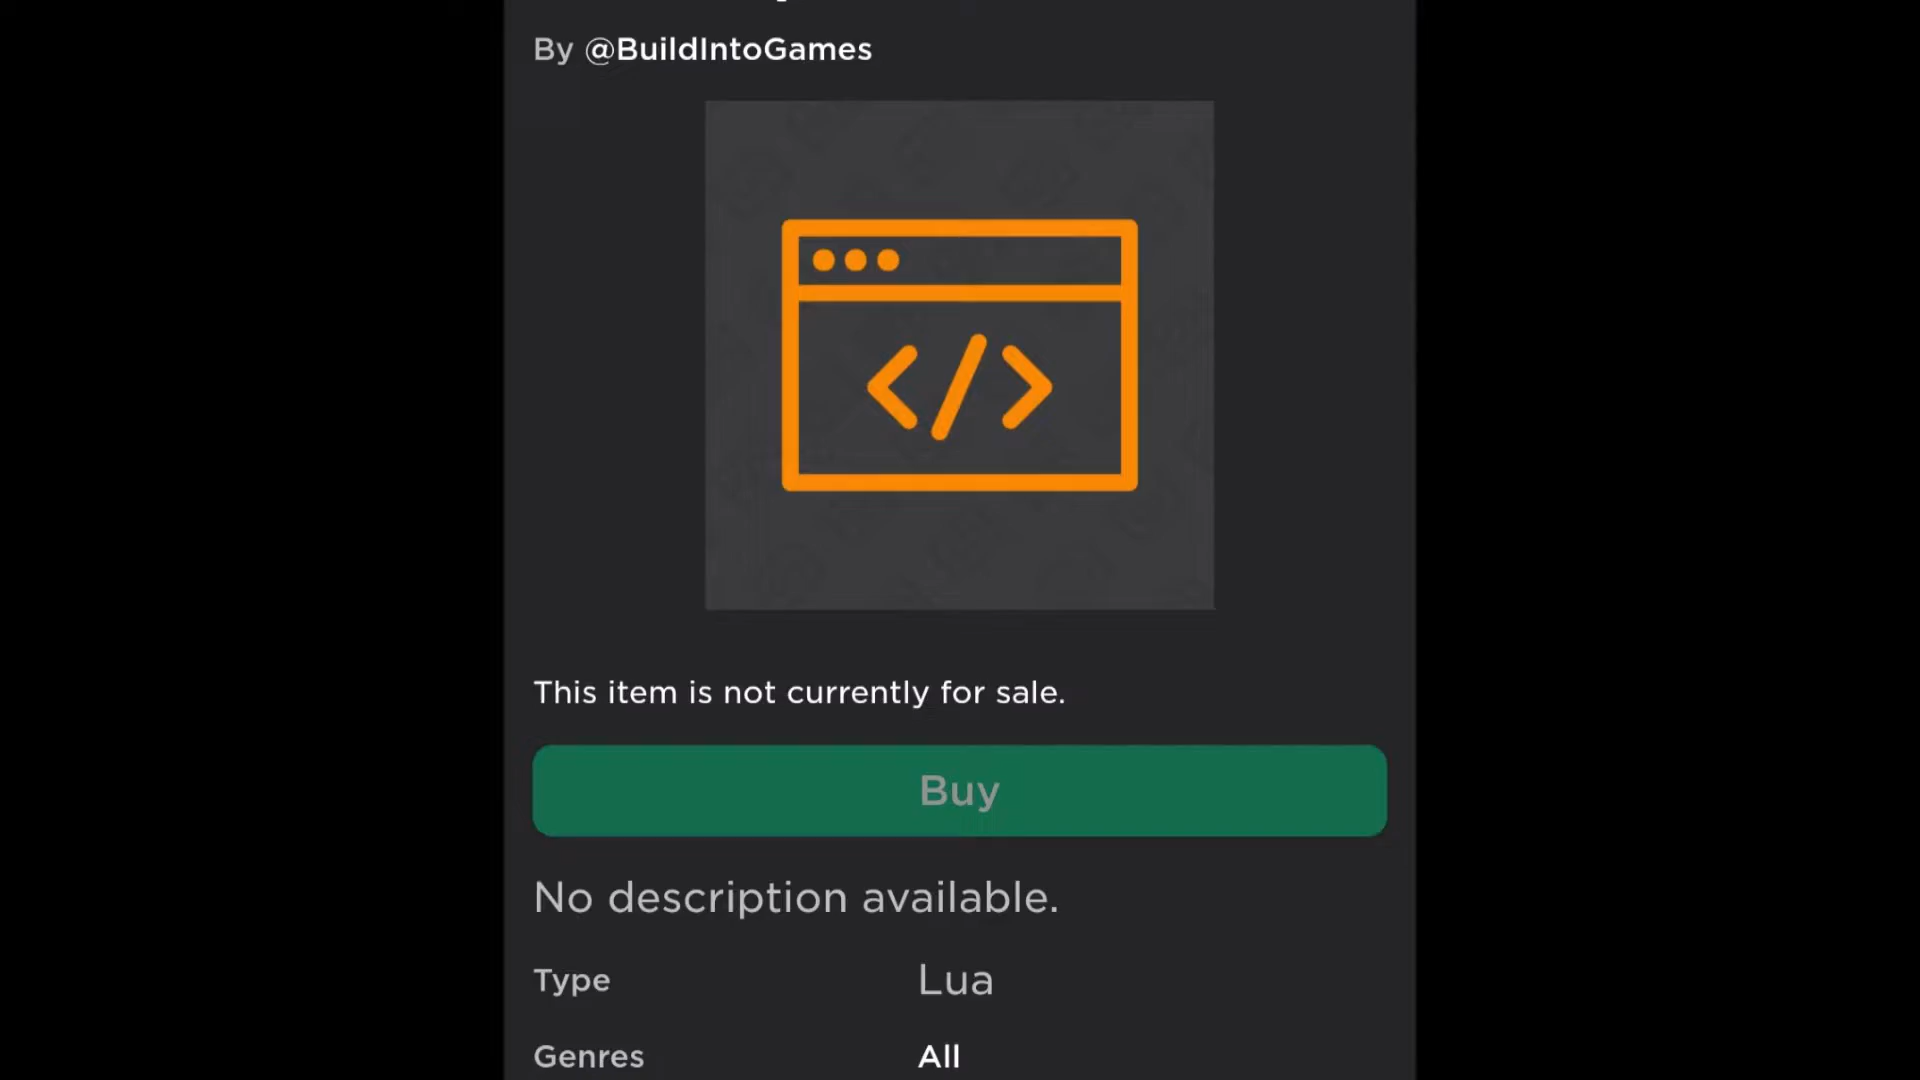 By @BuildIntoGames
</>
This item is not currently for sale.
Buy
No description available.
Type Lua
Genres All